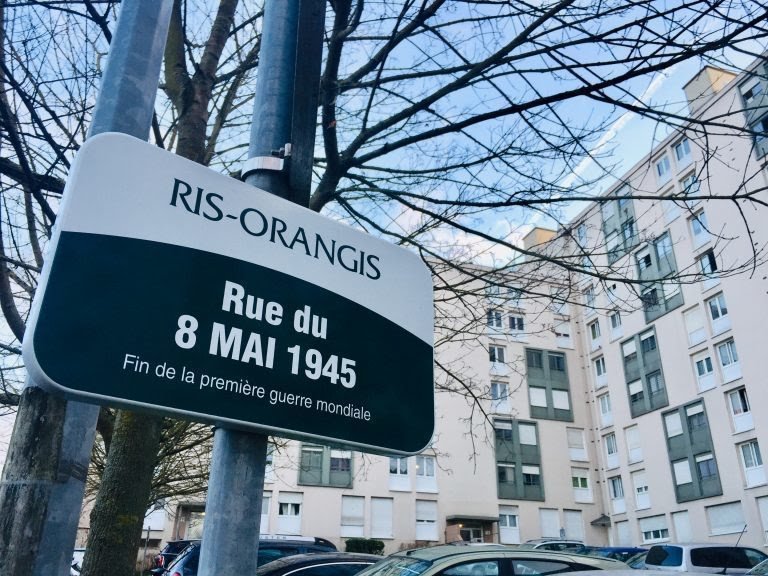 RIS-ORANGIS
Rue du
8 MAI 1945
Fin de la première guerre mondiale